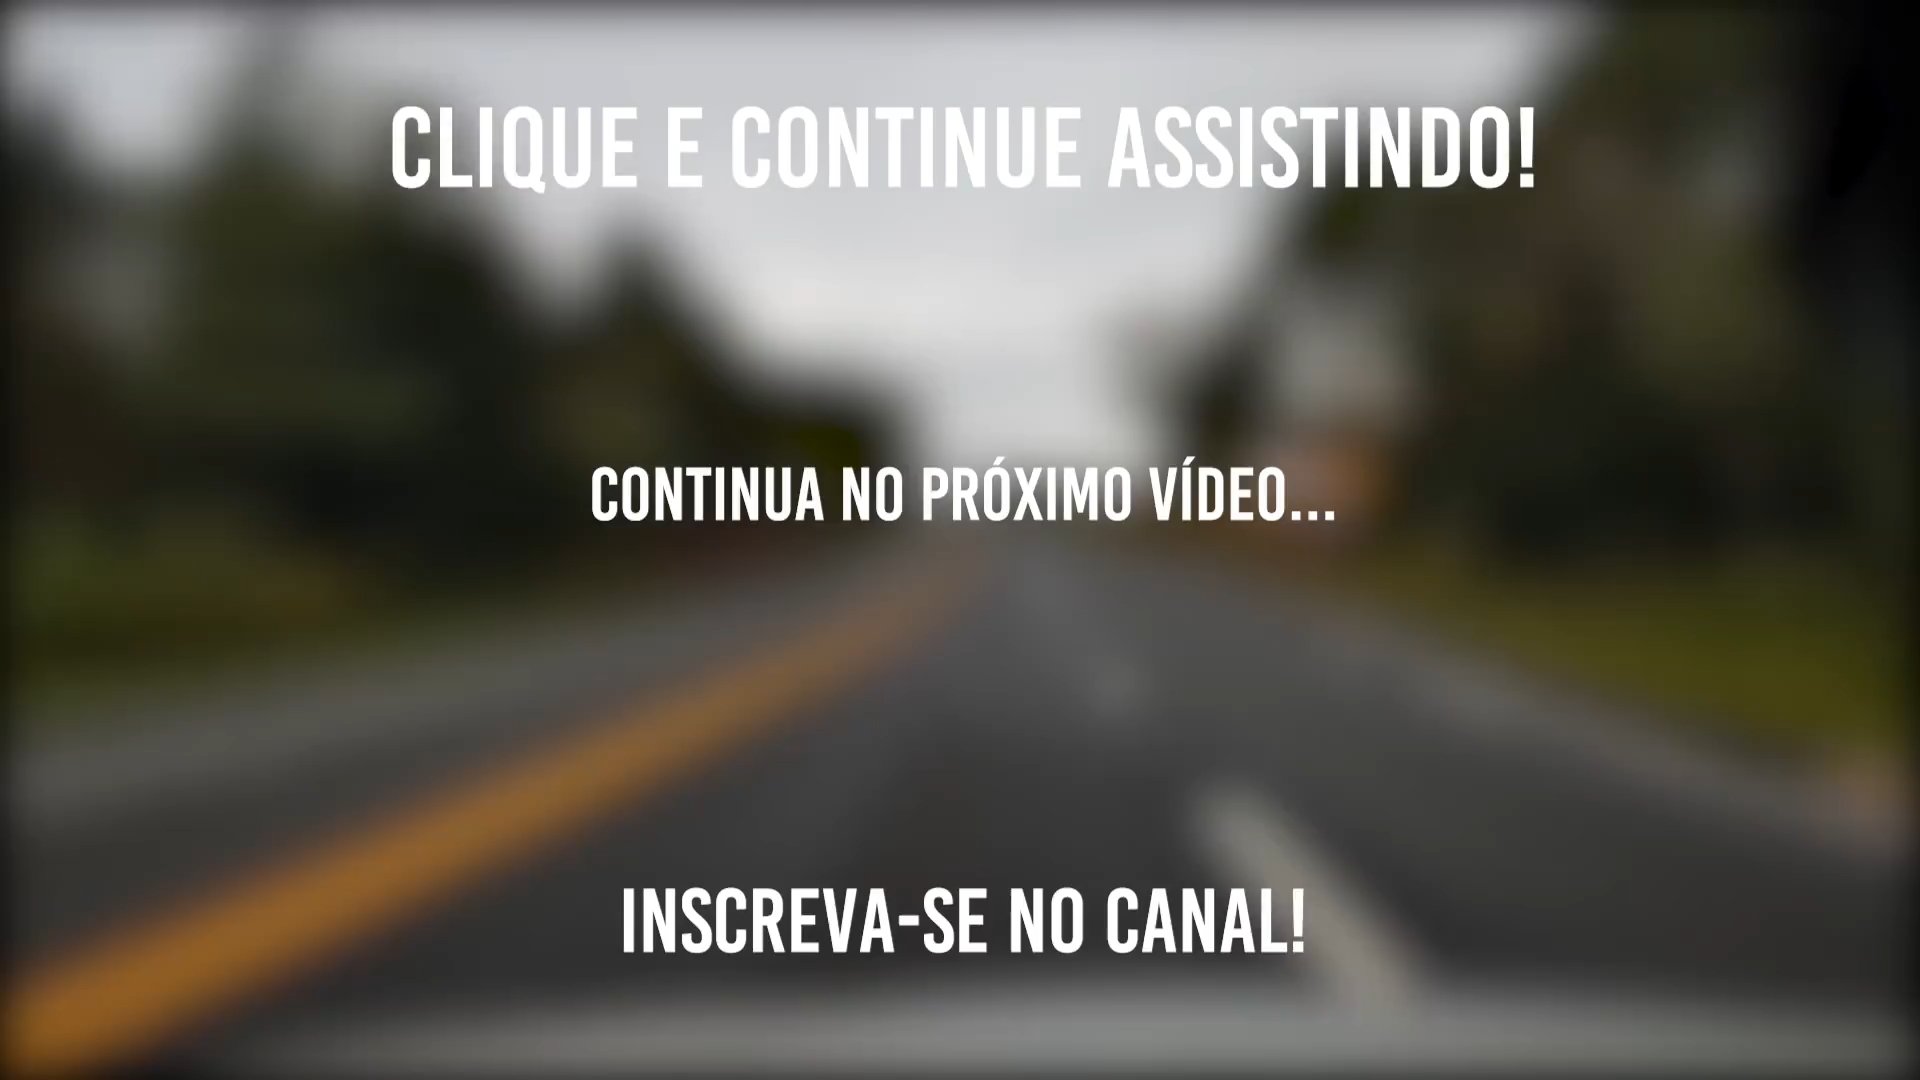 CLIQUE E CONTINUE ASSISTINDO!
CONTINUA NO PRÓXIMO VÍDEO...
INSCREVA-SE NO CANAL!